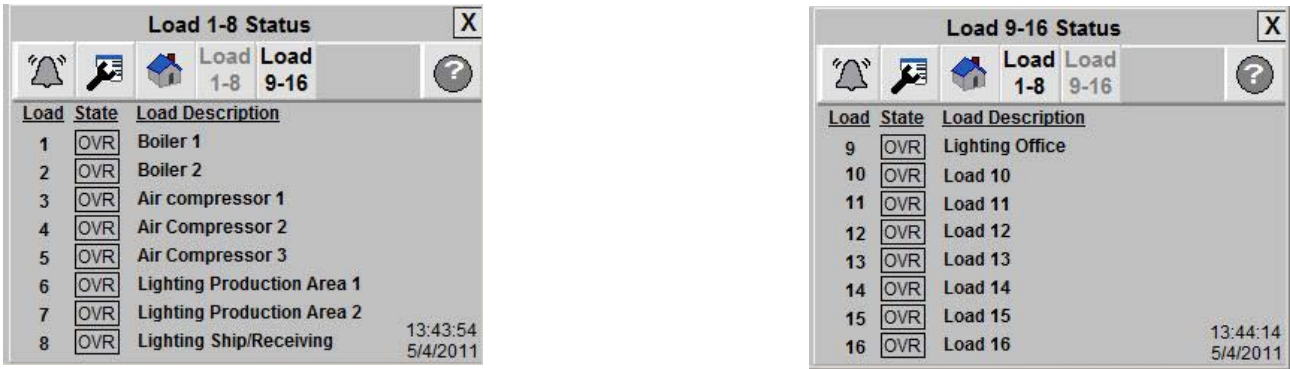 Load 1-8 Status X
Load Load
1-8 9-16 ?
Load State Load Description
1 OVR Boiler 1
2 OVR Boiler 2
3 OVR Air compressor 1
4 OVR Air Compressor 2
5 OVR Air Compressor 3
6 OVR Lighting Production Area 1
7 OVR Lighting Production Area 2
8 OVR Lighting Ship/Receiving
13:43:54
5/4/2011
Load 9-16 Status X
Load Load
1-8 9-16 ?
Load State Load Description
9 OVR Lighting Office
10 OVR Load 10
11 OVR Load 11
12 OVR Load 12
13 OVR Load 13
14 OVR Load 14
15 OVR Load 15
16 OVR Load 16
13:44:14
5/4/2011